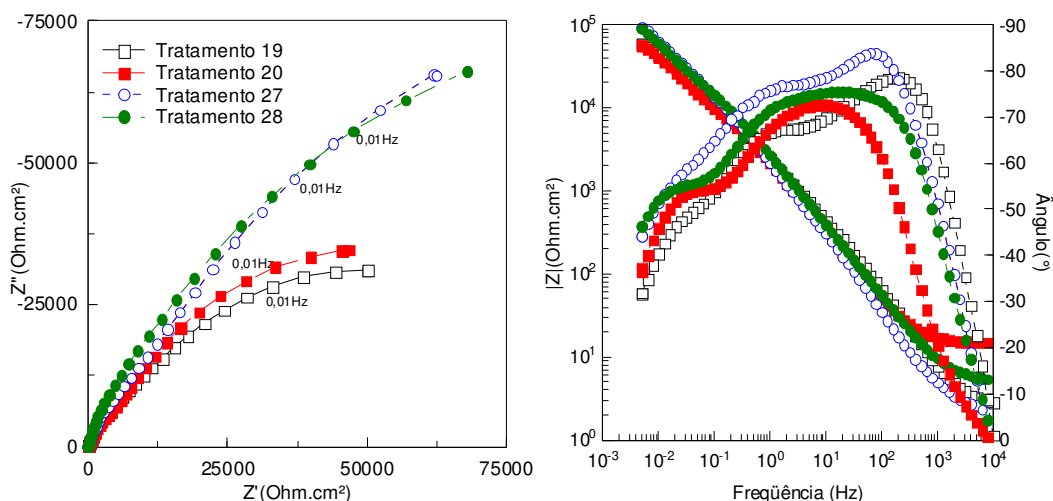 -75000
-50000
-25000
0
0
25000
50000
75000
Z''(Ohm.cm²)
Z'(Ohm.cm²)
Tratamento 19
Tratamento 20
Tratamento 27
Tratamento 28
0,01Hz
0,01Hz
0,01Hz
0,01Hz
10⁵
10⁴
10³
10²
10¹
10⁰
|Z|(Ohm.cm²)
10⁻³
10⁻²
10⁻¹
10⁰
10¹
10²
10³
10⁴
Freqüência (Hz)
-90
-80
-70
-60
-50
-40
-30
-20
-10
0
Ângulo(°)